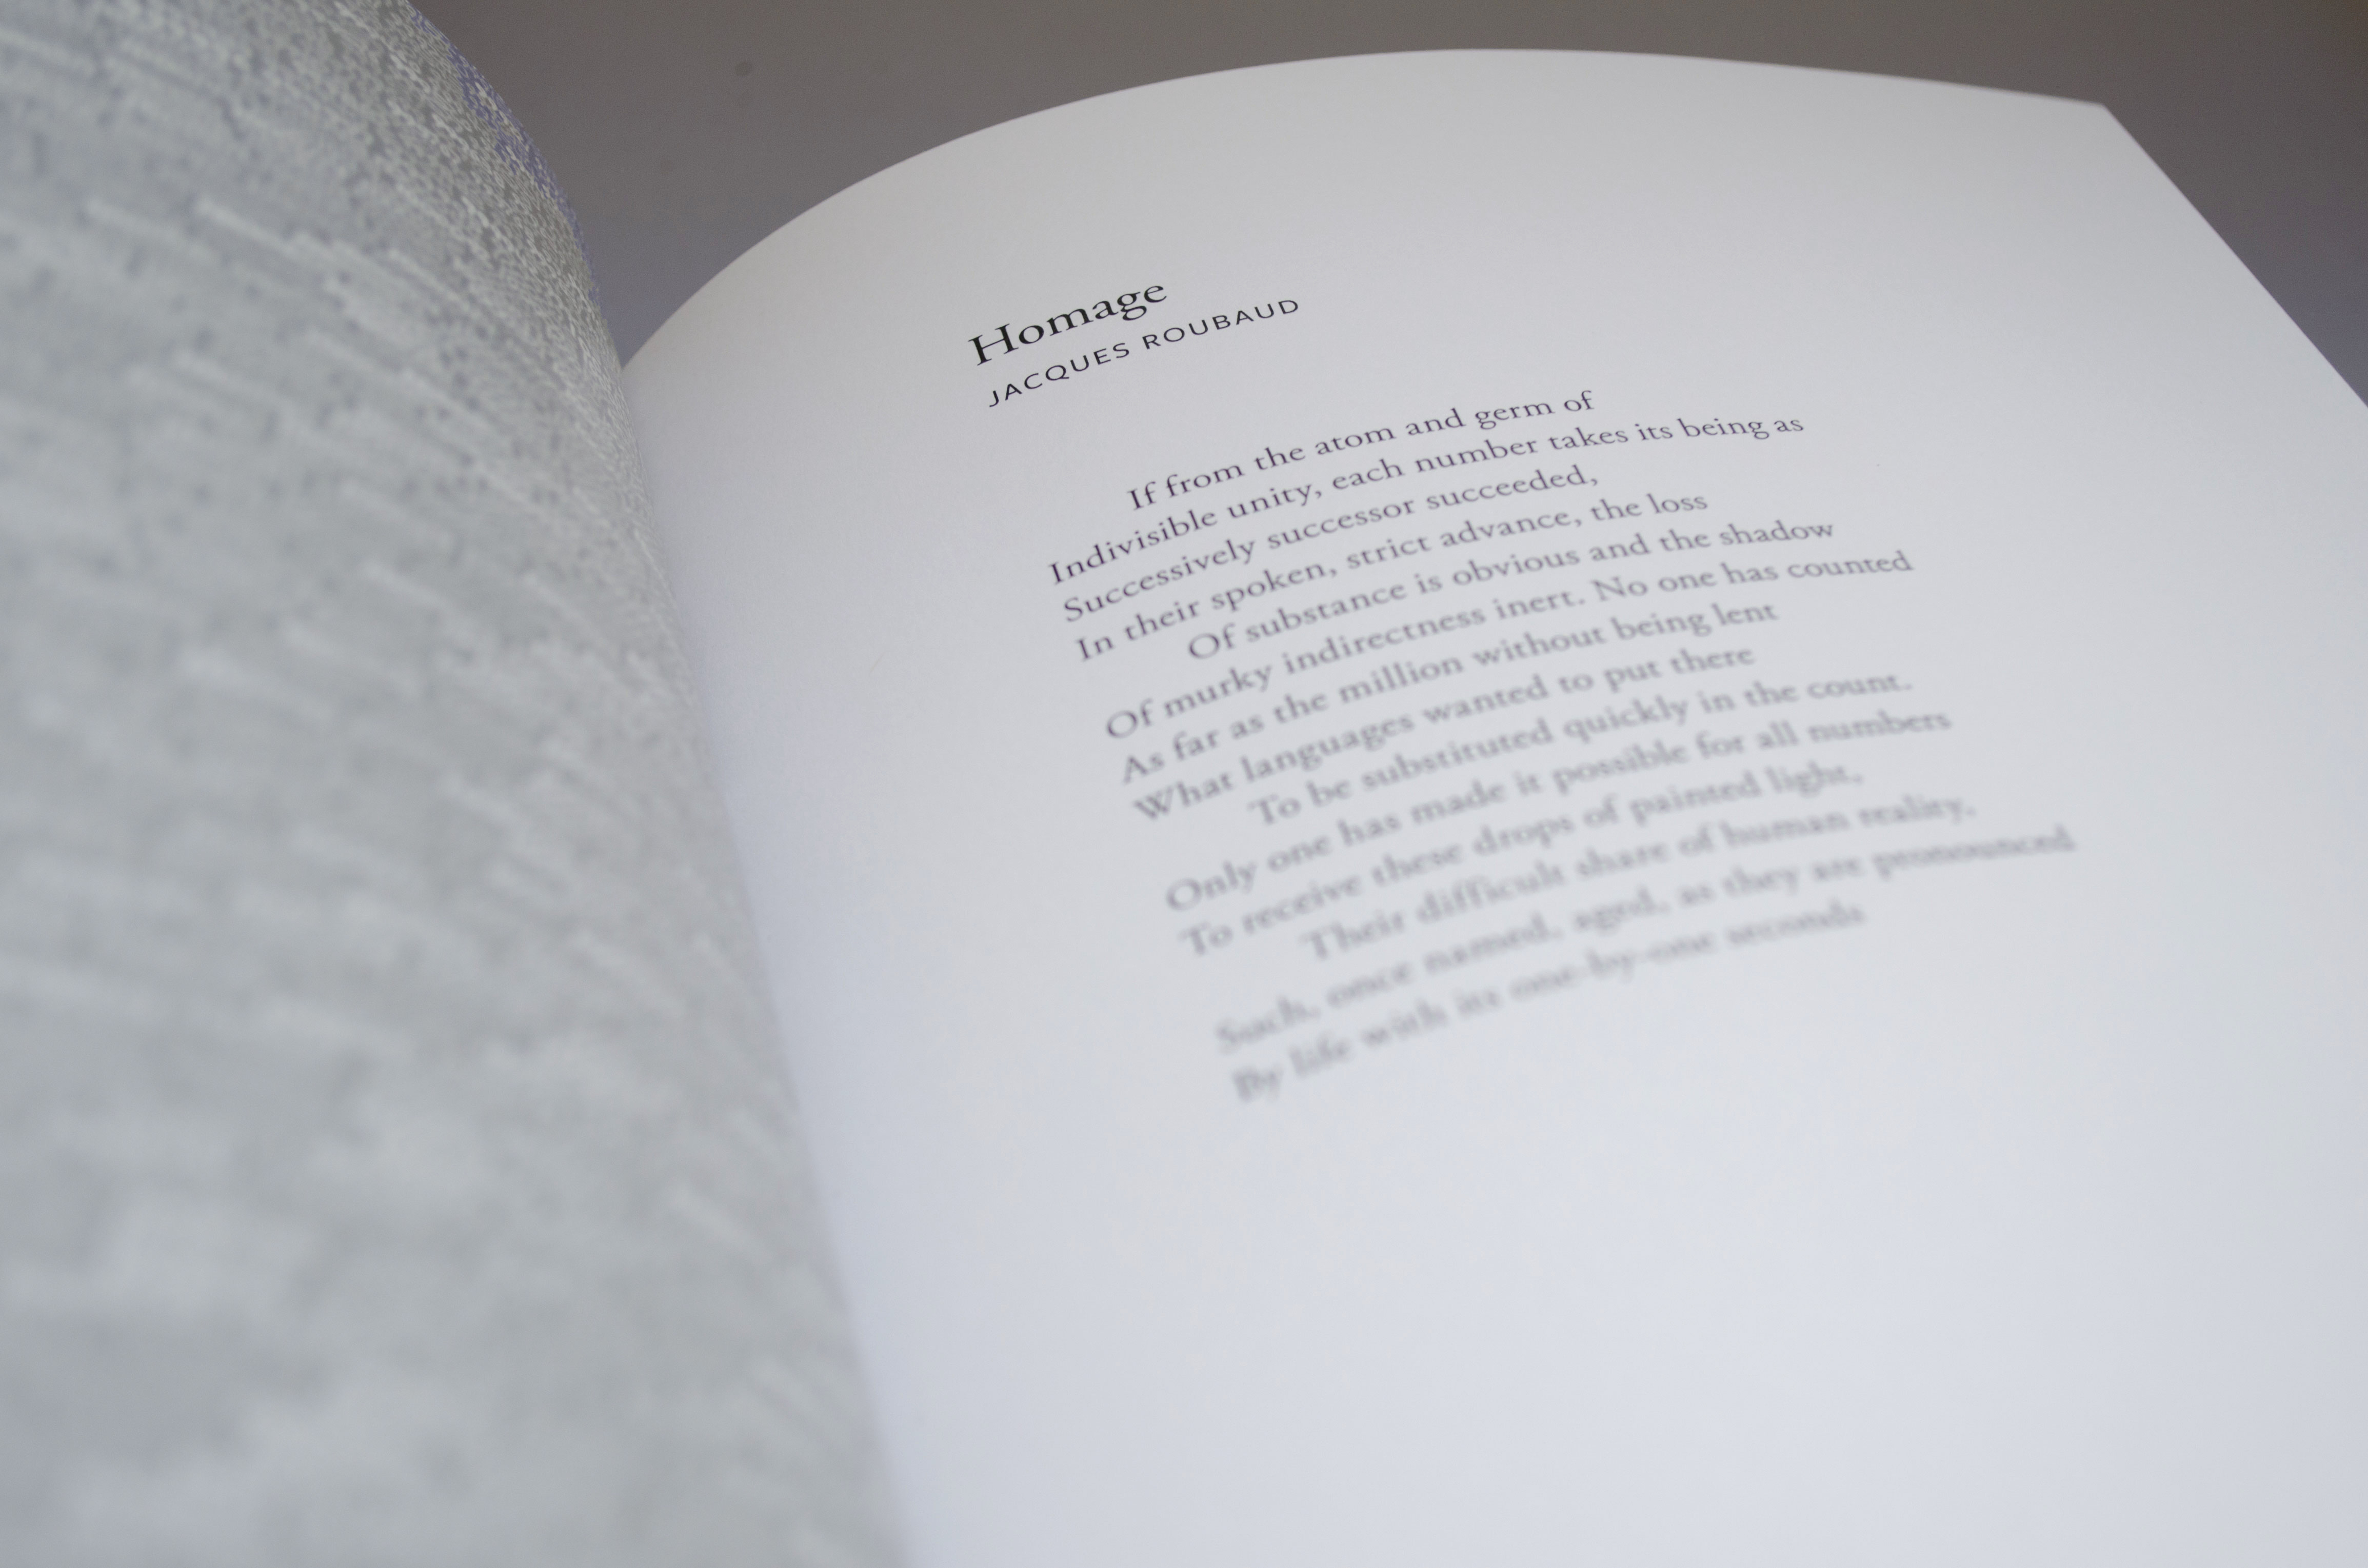 Homage
JACQUES ROUBAUD
If from the atom and germ of
Indivisible unity, each number takes its being as
Successively successor succeeded,
In their spoken, strict advance, the loss
Of substance is obvious and the shadow
Of murky indirectness inert. No one has counted
As far as the million without being lent
What languages wanted to put there
To be substituted quickly in the count.
Only one has made it possible for all numbers
To receive these drops of painted light,
Their difficult share of human reality,
Such, once named, aged, as they are pronounced
By life with its one-by-one seconds